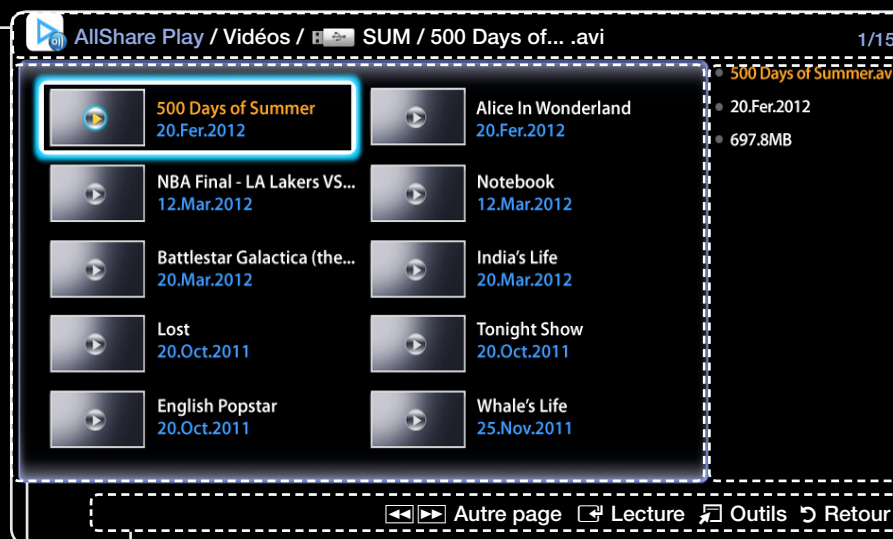 AllShare Play / Vidéos / SUM / 500 Days of... .avi 1/15
500 Days of Summer.avi
20.Fer.2012
697.8MB
500 Days of Summer
20.Fer.2012
Alice In Wonderland
20.Fer.2012
NBA Final - LA Lakers VS...
12.Mar.2012
Notebook
12.Mar.2012
Battlestar Galactica (the...
20.Mar.2012
India's Life
20.Mar.2012
Lost
20.Oct.2011
Tonight Show
20.Oct.2011
English Popstar
20.Oct.2011
Whale's Life
25.Nov.2011
Autre page Lecture Outils Retour